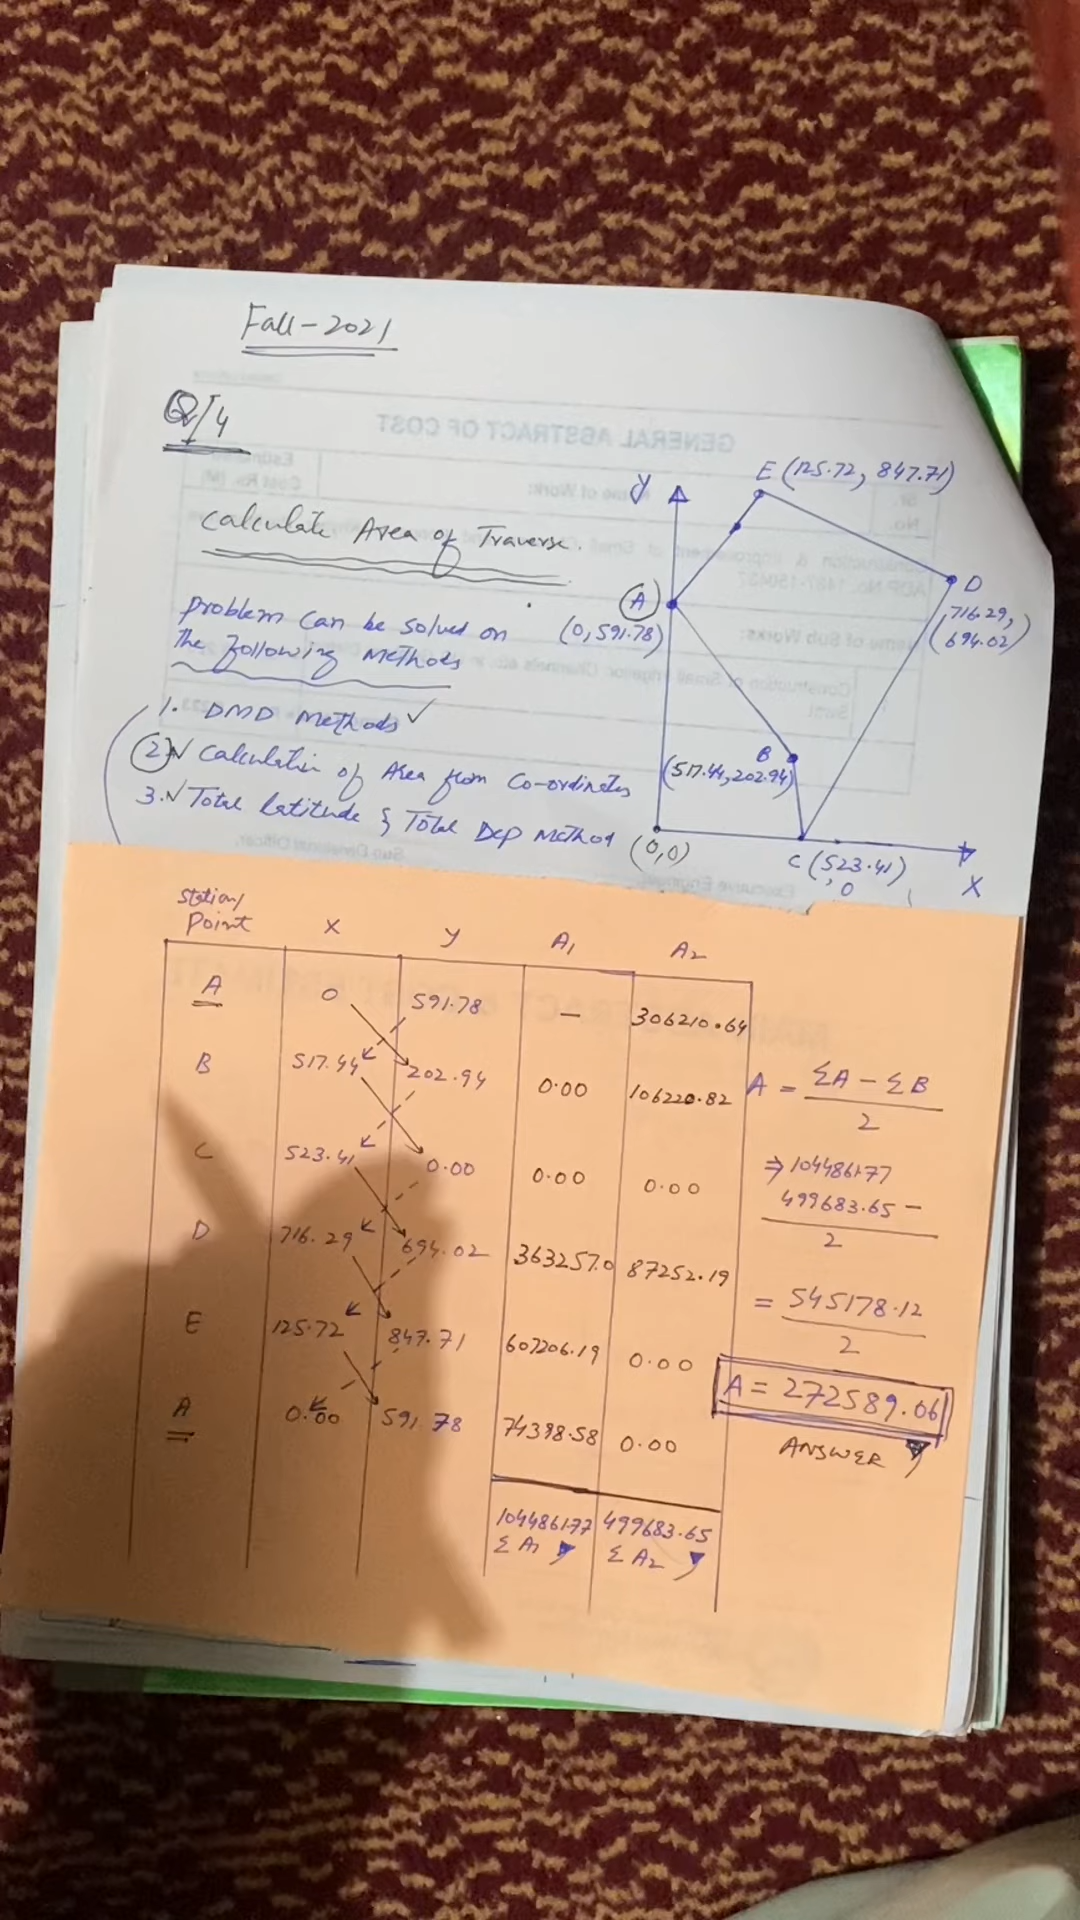 Fall-2021
Q/4
GENERAL ABSTRACT OF COST
Calculate Area of Traverse.
problem can be solved on
the following Methods
1. DMD Methods ✓
2 ✓ Calculation of Area from Co-ordinates
3. ✓ Total Latitude & Total Dep Method
y
E (125.72, 847.71)
A
(0, 591.78)
D
(716.29,
694.02)
B
(517.44, 202.94)
(0,0)
C (523.41)
, 0
X
Station/
Point
X
y
A1
A2
A 0 591.78 — 306210.64
B 517.44 202.94 0.00 106220.82
C 523.41 0.00 0.00 0.00
D 716.29 694.02 363257.0 87252.19
E 125.72 847.71 607206.19 0.00
A 0.00 591.78 74398.58 0.00
1044861.77 499683.65
Σ A1 Σ A2
A = ΣA - ΣB
2
⇒ 1044861.77
499683.65 -
2
= 545178.12
2
A = 272589.06
ANSWER